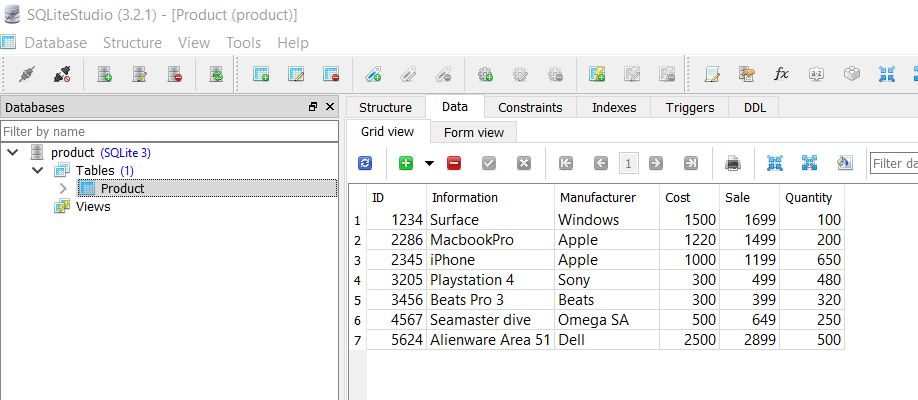 SQLiteStudio (3.2.1) - [Product (product)]
Database Structure View Tools Help
Databases
Filter by name
product (SQLite 3)
Tables (1)
Product
Views
Structure Data Constraints Indexes Triggers DDL
Grid view Form view
1 Filter da
ID Information Manufacturer Cost Sale Quantity
1 1234 Surface Windows 1500 1699 100
2 2286 MacbookPro Apple 1220 1499 200
3 2345 iPhone Apple 1000 1199 650
4 3205 Playstation 4 Sony 300 499 480
5 3456 Beats Pro 3 Beats 300 399 320
6 4567 Seamaster dive Omega SA 500 649 250
7 5624 Alienware Area 51 Dell 2500 2899 500